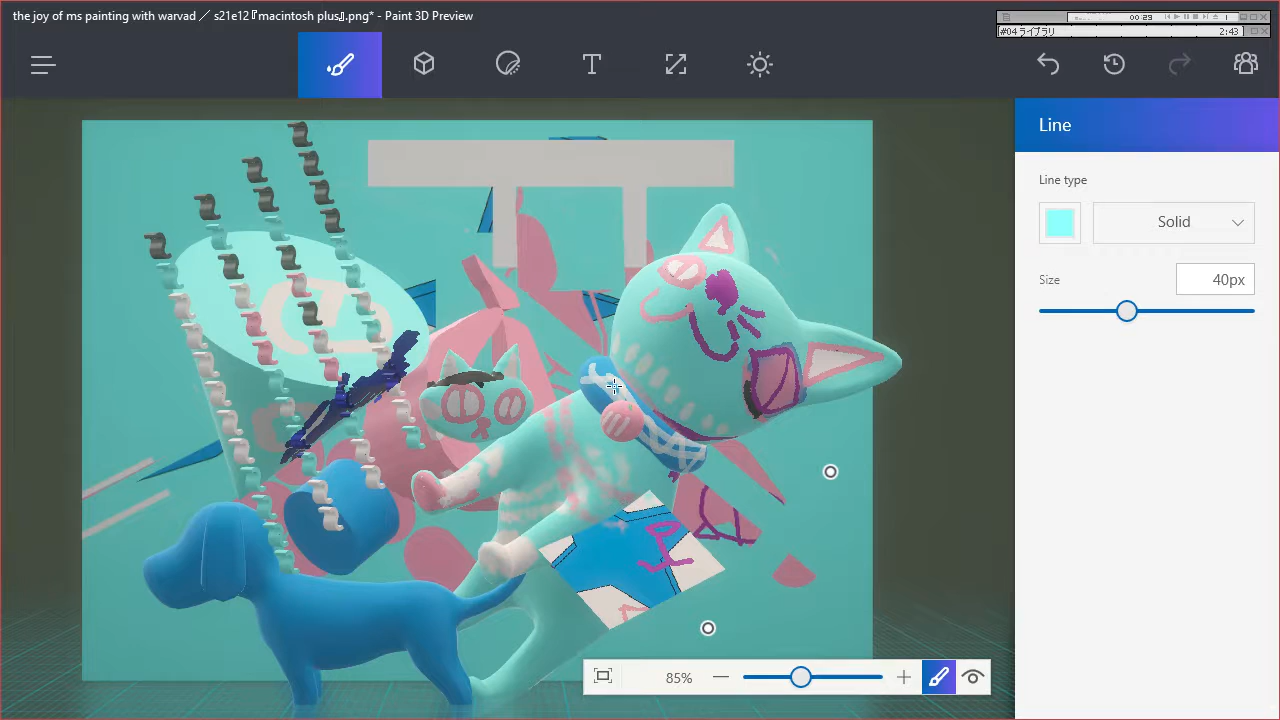 the joy of ms painting with warvad ／ s21e12『macintosh plus』.png* - Paint 3D Preview
00:29
#04 ライブラリ
2:43
Line
Line type
Solid
Size
40px
85%